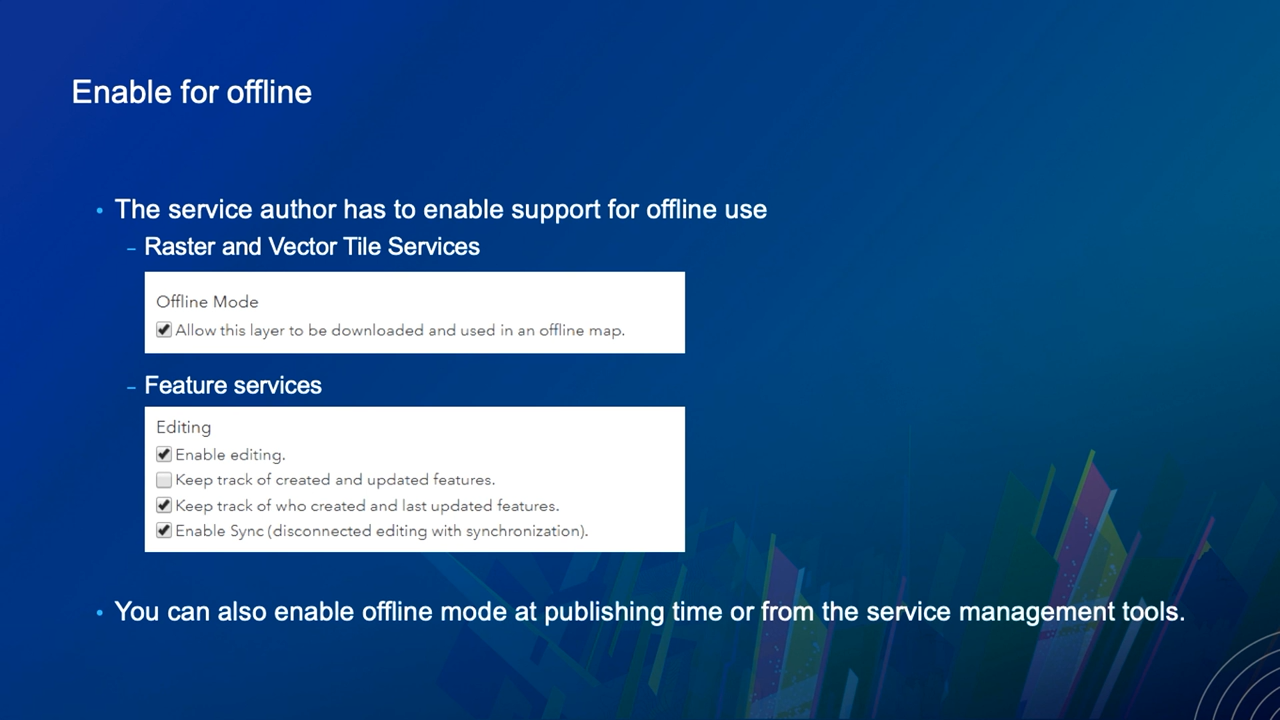 Enable for offline
• The service author has to enable support for offline use
– Raster and Vector Tile Services
Offline Mode
Allow this layer to be downloaded and used in an offline map.
– Feature services
Editing
Enable editing.
Keep track of created and updated features.
Keep track of who created and last updated features.
Enable Sync (disconnected editing with synchronization).
• You can also enable offline mode at publishing time or from the service management tools.